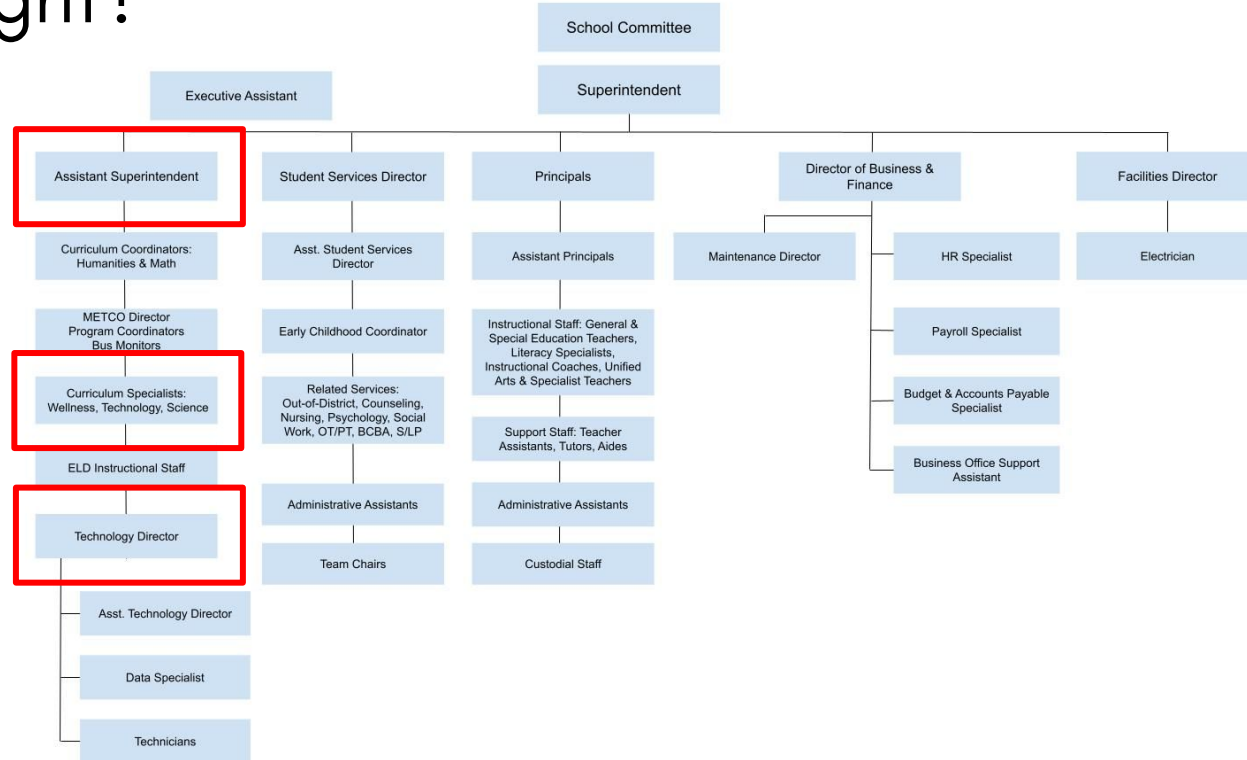 ght?
School Committee
Superintendent
Executive Assistant
Assistant Superintendent
Curriculum Coordinators:
Humanities & Math
METCO Director
Program Coordinators
Bus Monitors
Curriculum Specialists:
Wellness, Technology, Science
ELD Instructional Staff
Technology Director
Asst. Technology Director
Data Specialist
Technicians
Student Services Director
Asst. Student Services
Director
Early Childhood Coordinator
Related Services:
Out-of-District, Counseling,
Nursing, Psychology, Social
Work, OT/PT, BCBA, S/LP
Administrative Assistants
Team Chairs
Principals
Assistant Principals
Instructional Staff: General &
Special Education Teachers,
Literacy Specialists,
Instructional Coaches, Unified
Arts & Specialist Teachers
Support Staff: Teacher
Assistants, Tutors, Aides
Administrative Assistants
Custodial Staff
Director of Business &
Finance
Maintenance Director
HR Specialist
Payroll Specialist
Budget & Accounts Payable
Specialist
Business Office Support
Assistant
Facilities Director
Electrician